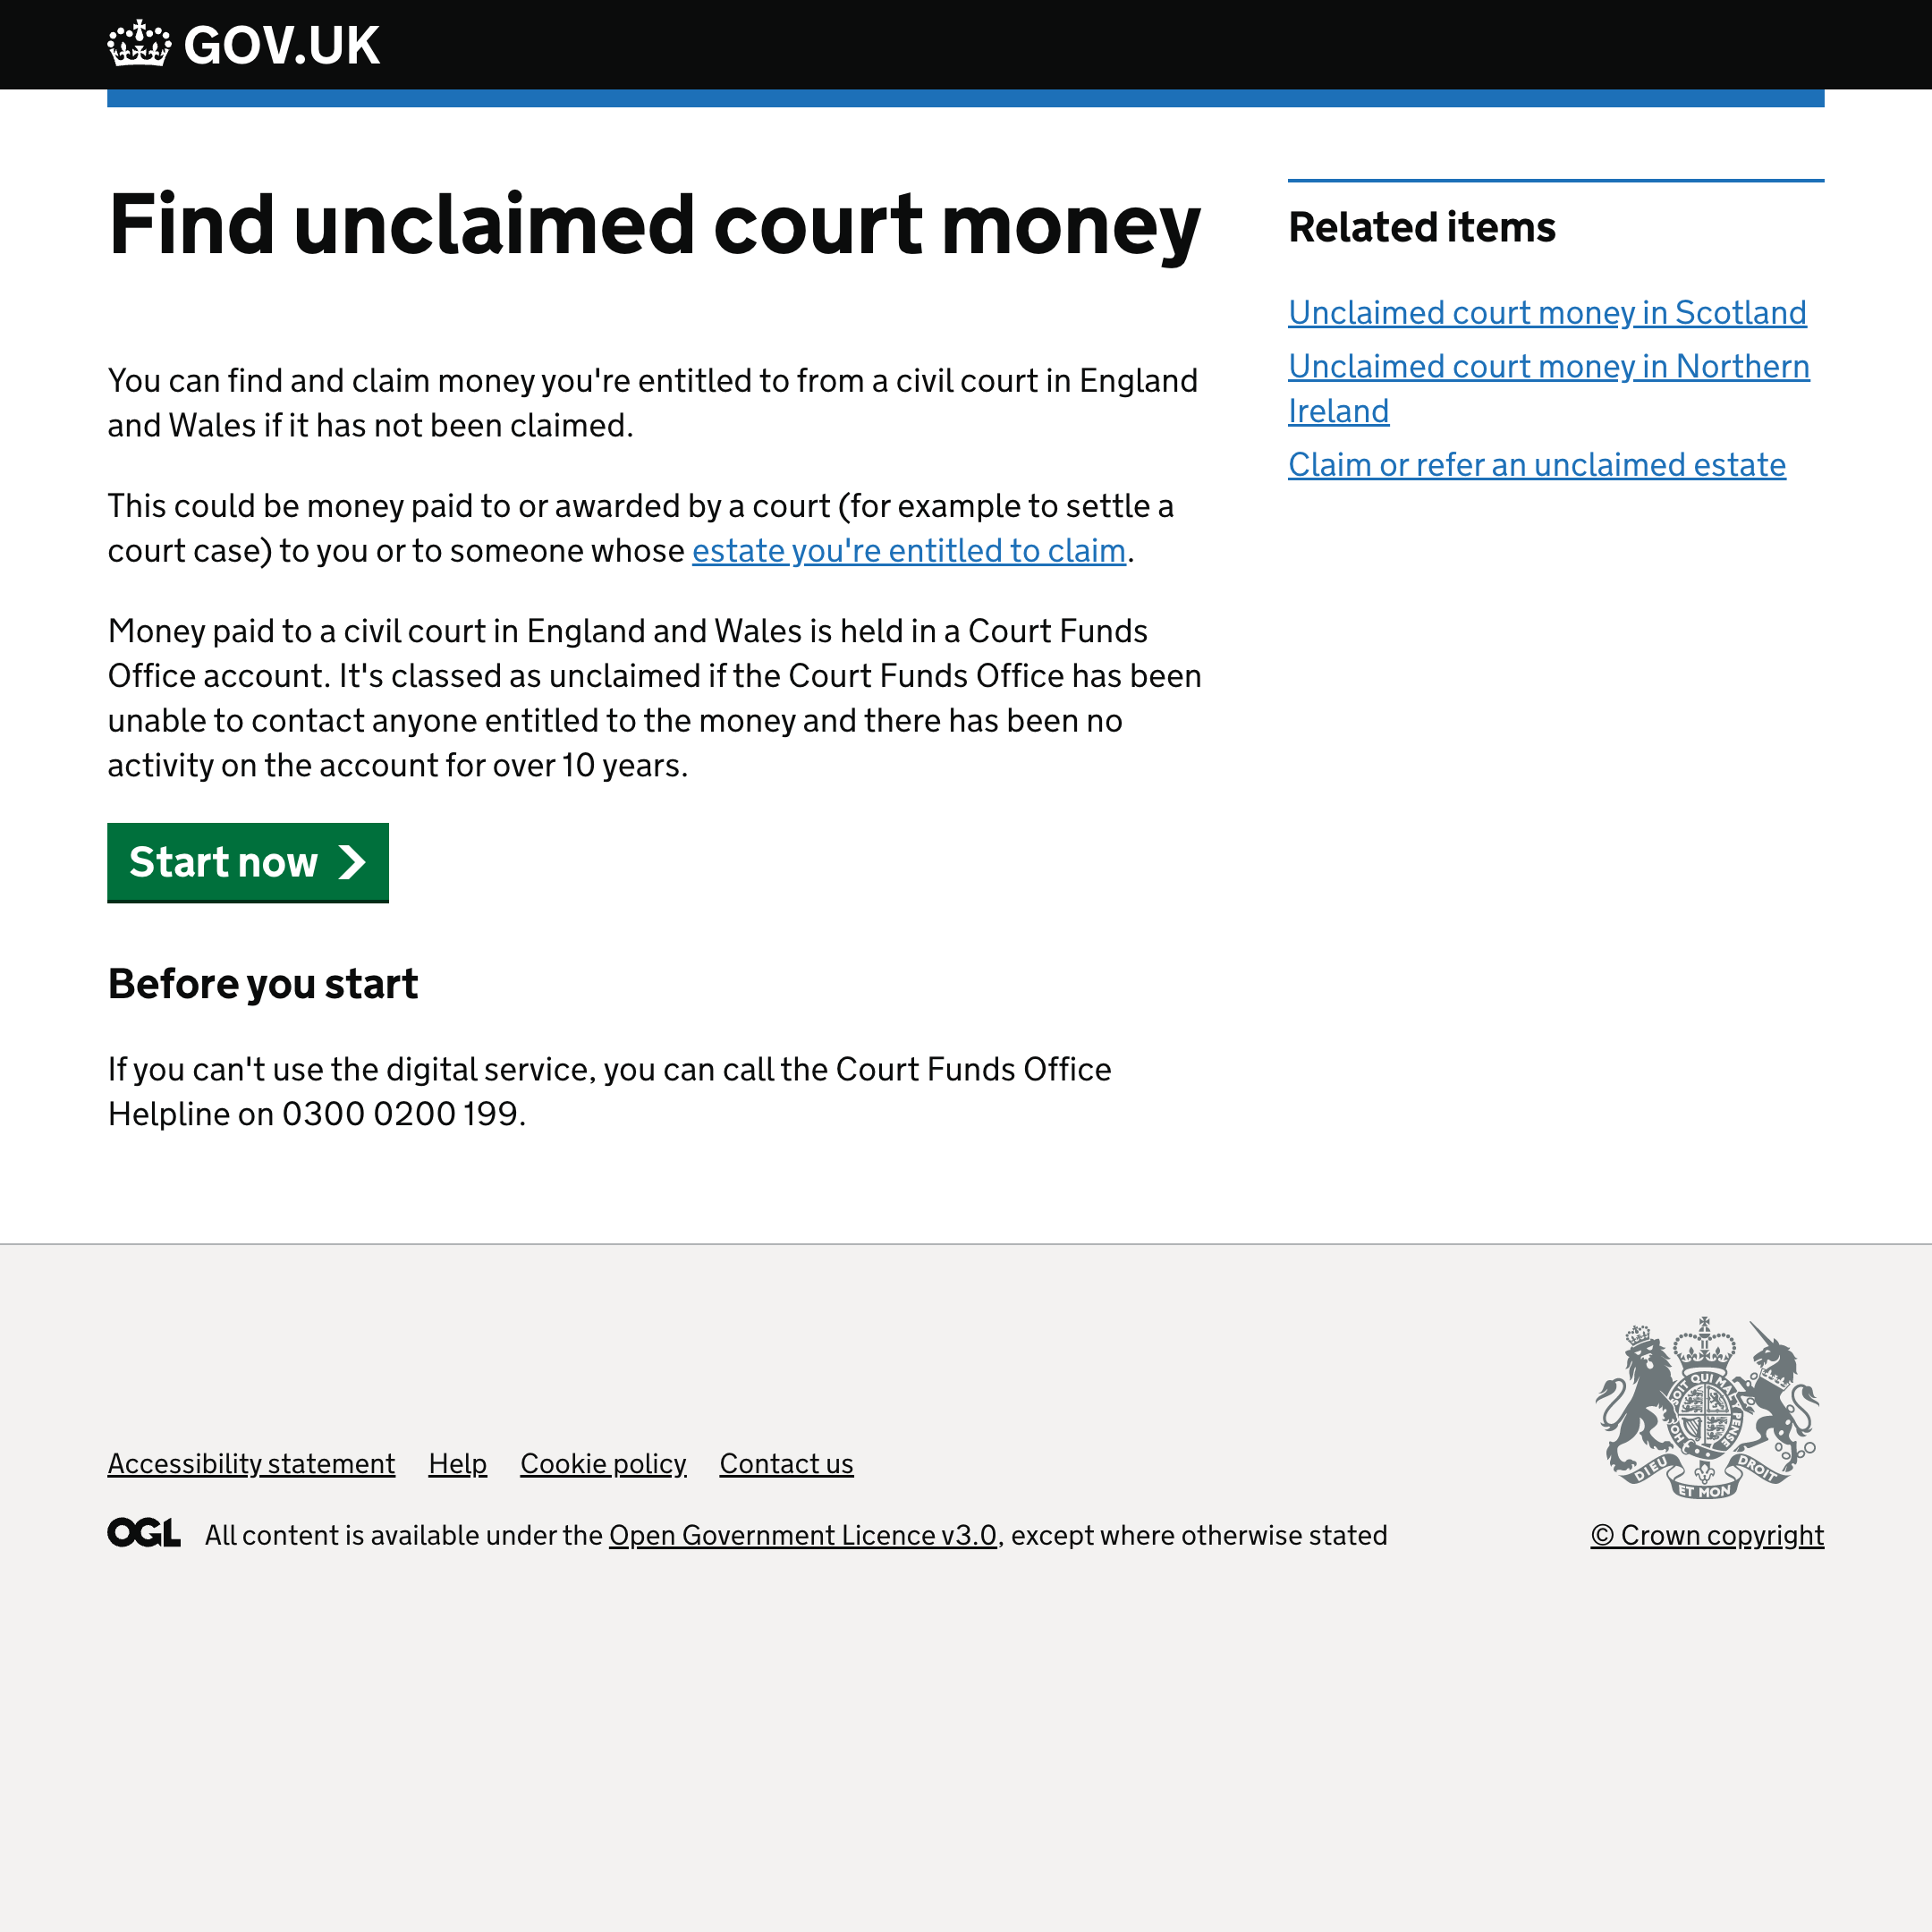 GOV.UK
Find unclaimed court money
You can find and claim money you're entitled to from a civil court in England
and Wales if it has not been claimed.
This could be money paid to or awarded by a court (for example to settle a
court case) to you or to someone whose estate you're entitled to claim.
Money paid to a civil court in England and Wales is held in a Court Funds
Office account. It's classed as unclaimed if the Court Funds Office has been
unable to contact anyone entitled to the money and there has been no
activity on the account for over 10 years.
Start now
Before you start
If you can't use the digital service, you can call the Court Funds Office
Helpline on 0300 0200 199.
Related items
Unclaimed court money in Scotland
Unclaimed court money in Northern
Ireland
Claim or refer an unclaimed estate
Accessibility statement Help Cookie policy Contact us
OGL All content is available under the Open Government Licence v3.0, except where otherwise stated
DIEU ET MON DROIT
© Crown copyright